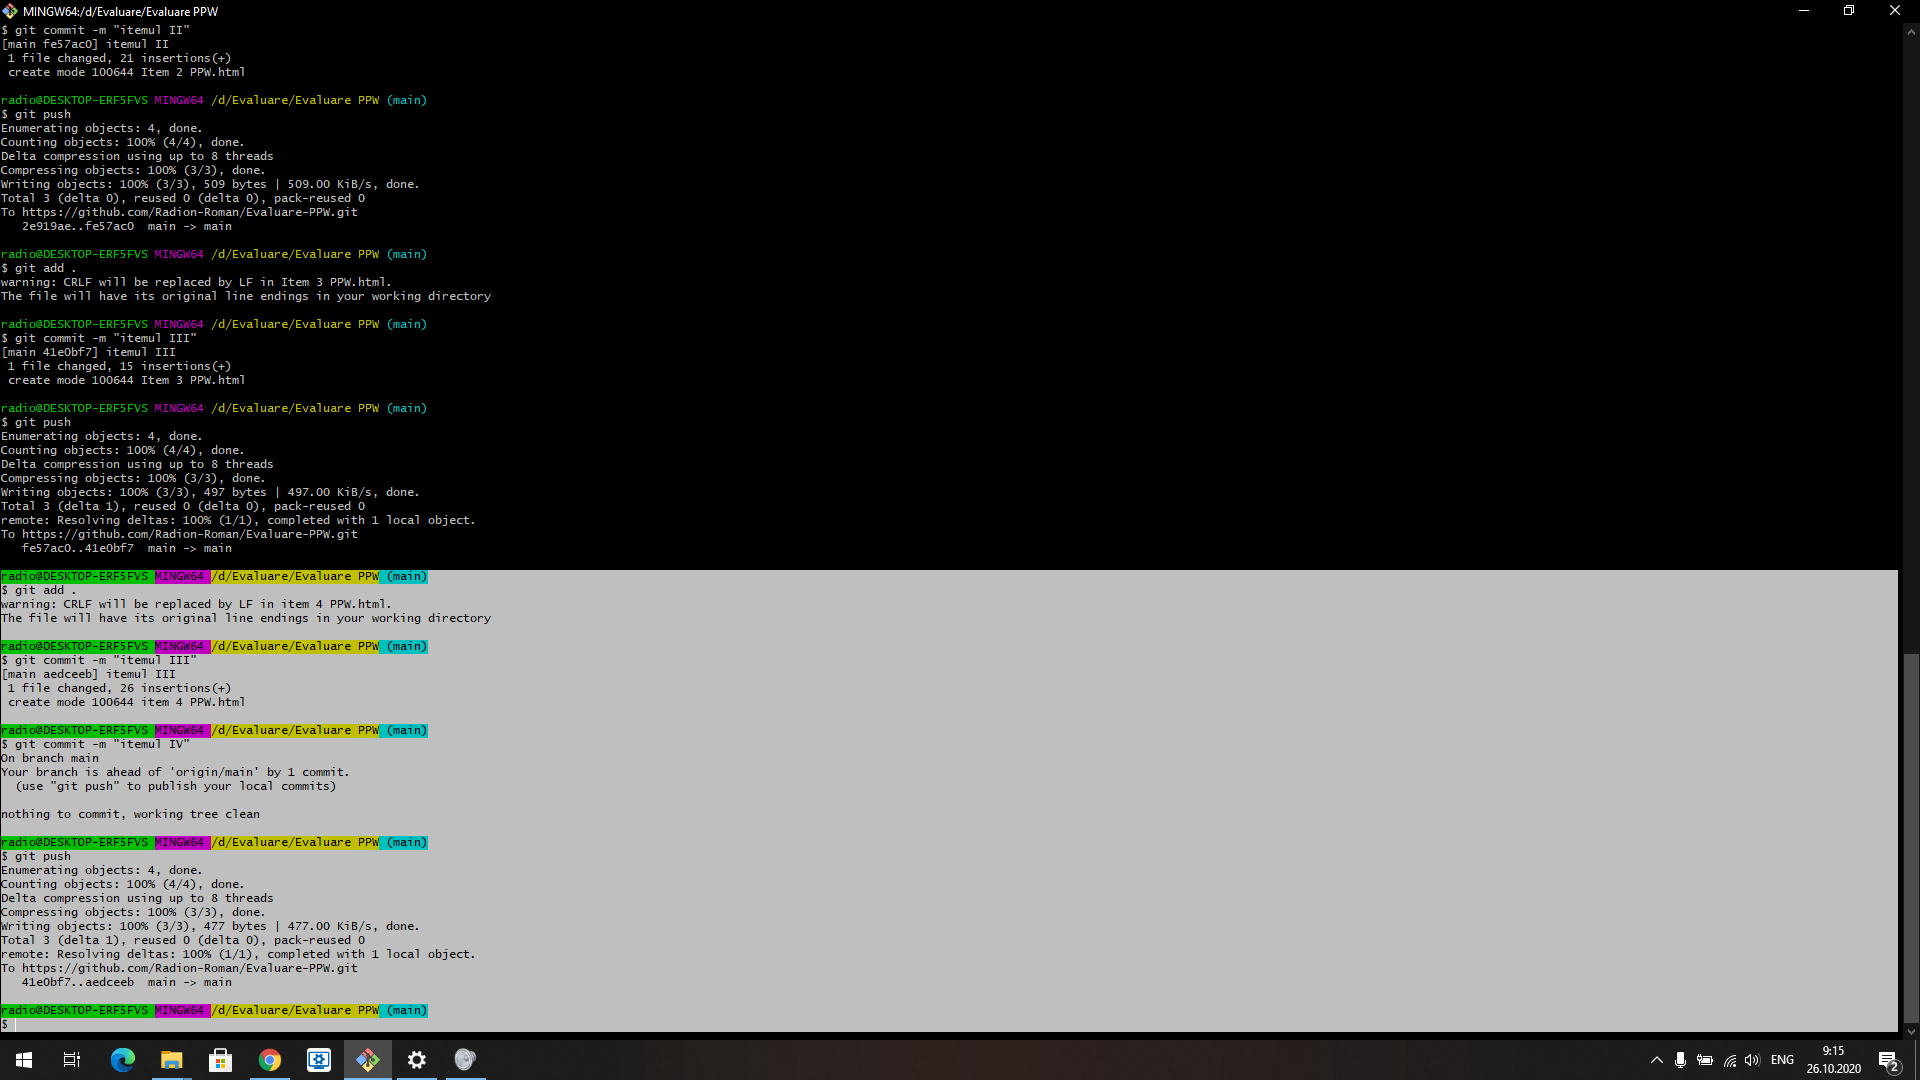 MINGW64:/d/Evaluare/Evaluare PPW
$ git commit -m "itemul II"
[main fe57ac0] itemul II
 1 file changed, 21 insertions(+)
 create mode 100644 Item 2 PPW.html
radio@DESKTOP-ERF5FVS MINGW64 /d/Evaluare/Evaluare PPW (main)
$ git push
Enumerating objects: 4, done.
Counting objects: 100% (4/4), done.
Delta compression using up to 8 threads
Compressing objects: 100% (3/3), done.
Writing objects: 100% (3/3), 509 bytes | 509.00 KiB/s, done.
Total 3 (delta 0), reused 0 (delta 0), pack-reused 0
To https://github.com/Radion-Roman/Evaluare-PPW.git
   2e919ae..fe57ac0  main -> main
radio@DESKTOP-ERF5FVS MINGW64 /d/Evaluare/Evaluare PPW (main)
$ git add .
warning: CRLF will be replaced by LF in Item 3 PPW.html.
The file will have its original line endings in your working directory
radio@DESKTOP-ERF5FVS MINGW64 /d/Evaluare/Evaluare PPW (main)
$ git commit -m "itemul III"
[main 41e0bf7] itemul III
 1 file changed, 15 insertions(+)
 create mode 100644 Item 3 PPW.html
radio@DESKTOP-ERF5FVS MINGW64 /d/Evaluare/Evaluare PPW (main)
$ git push
Enumerating objects: 4, done.
Counting objects: 100% (4/4), done.
Delta compression using up to 8 threads
Compressing objects: 100% (3/3), done.
Writing objects: 100% (3/3), 497 bytes | 497.00 KiB/s, done.
Total 3 (delta 1), reused 0 (delta 0), pack-reused 0
remote: Resolving deltas: 100% (1/1), completed with 1 local object.
To https://github.com/Radion-Roman/Evaluare-PPW.git
   fe57ac0..41e0bf7  main -> main
radio@DESKTOP-ERF5FVS MINGW64 /d/Evaluare/Evaluare PPW (main)
$ git add .
warning: CRLF will be replaced by LF in item 4 PPW.html.
The file will have its original line endings in your working directory
radio@DESKTOP-ERF5FVS MINGW64 /d/Evaluare/Evaluare PPW (main)
$ git commit -m "itemul III"
[main aedceeb] itemul III
 1 file changed, 26 insertions(+)
 create mode 100644 item 4 PPW.html
radio@DESKTOP-ERF5FVS MINGW64 /d/Evaluare/Evaluare PPW (main)
$ git commit -m "itemul IV"
On branch main
Your branch is ahead of 'origin/main' by 1 commit.
  (use "git push" to publish your local commits)
nothing to commit, working tree clean
radio@DESKTOP-ERF5FVS MINGW64 /d/Evaluare/Evaluare PPW (main)
$ git push
Enumerating objects: 4, done.
Counting objects: 100% (4/4), done.
Delta compression using up to 8 threads
Compressing objects: 100% (3/3), done.
Writing objects: 100% (3/3), 477 bytes | 477.00 KiB/s, done.
Total 3 (delta 1), reused 0 (delta 0), pack-reused 0
remote: Resolving deltas: 100% (1/1), completed with 1 local object.
To https://github.com/Radion-Roman/Evaluare-PPW.git
   41e0bf7..aedceeb  main -> main
radio@DESKTOP-ERF5FVS MINGW64 /d/Evaluare/Evaluare PPW (main)
$
ENG
9:15
26.10.2020
2